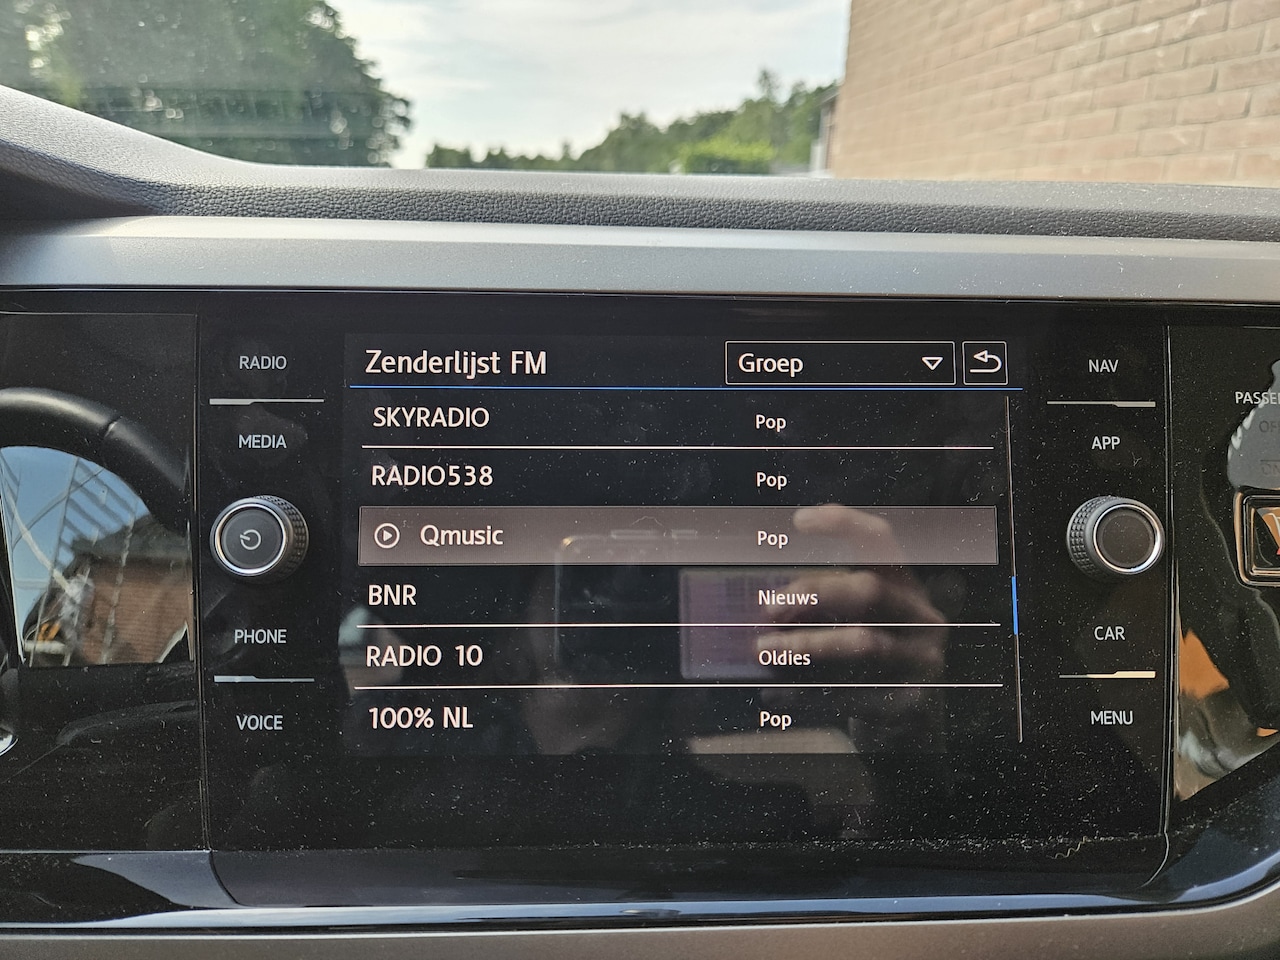 RADIO
MEDIA
PHONE
VOICE
Zenderlijst FM Groep
SKYRADIO Pop
RADIO538 Pop
Qmusic Pop
BNR Nieuws
RADIO 10 Oldies
100% NL Pop
NAV
APP
CAR
MENU